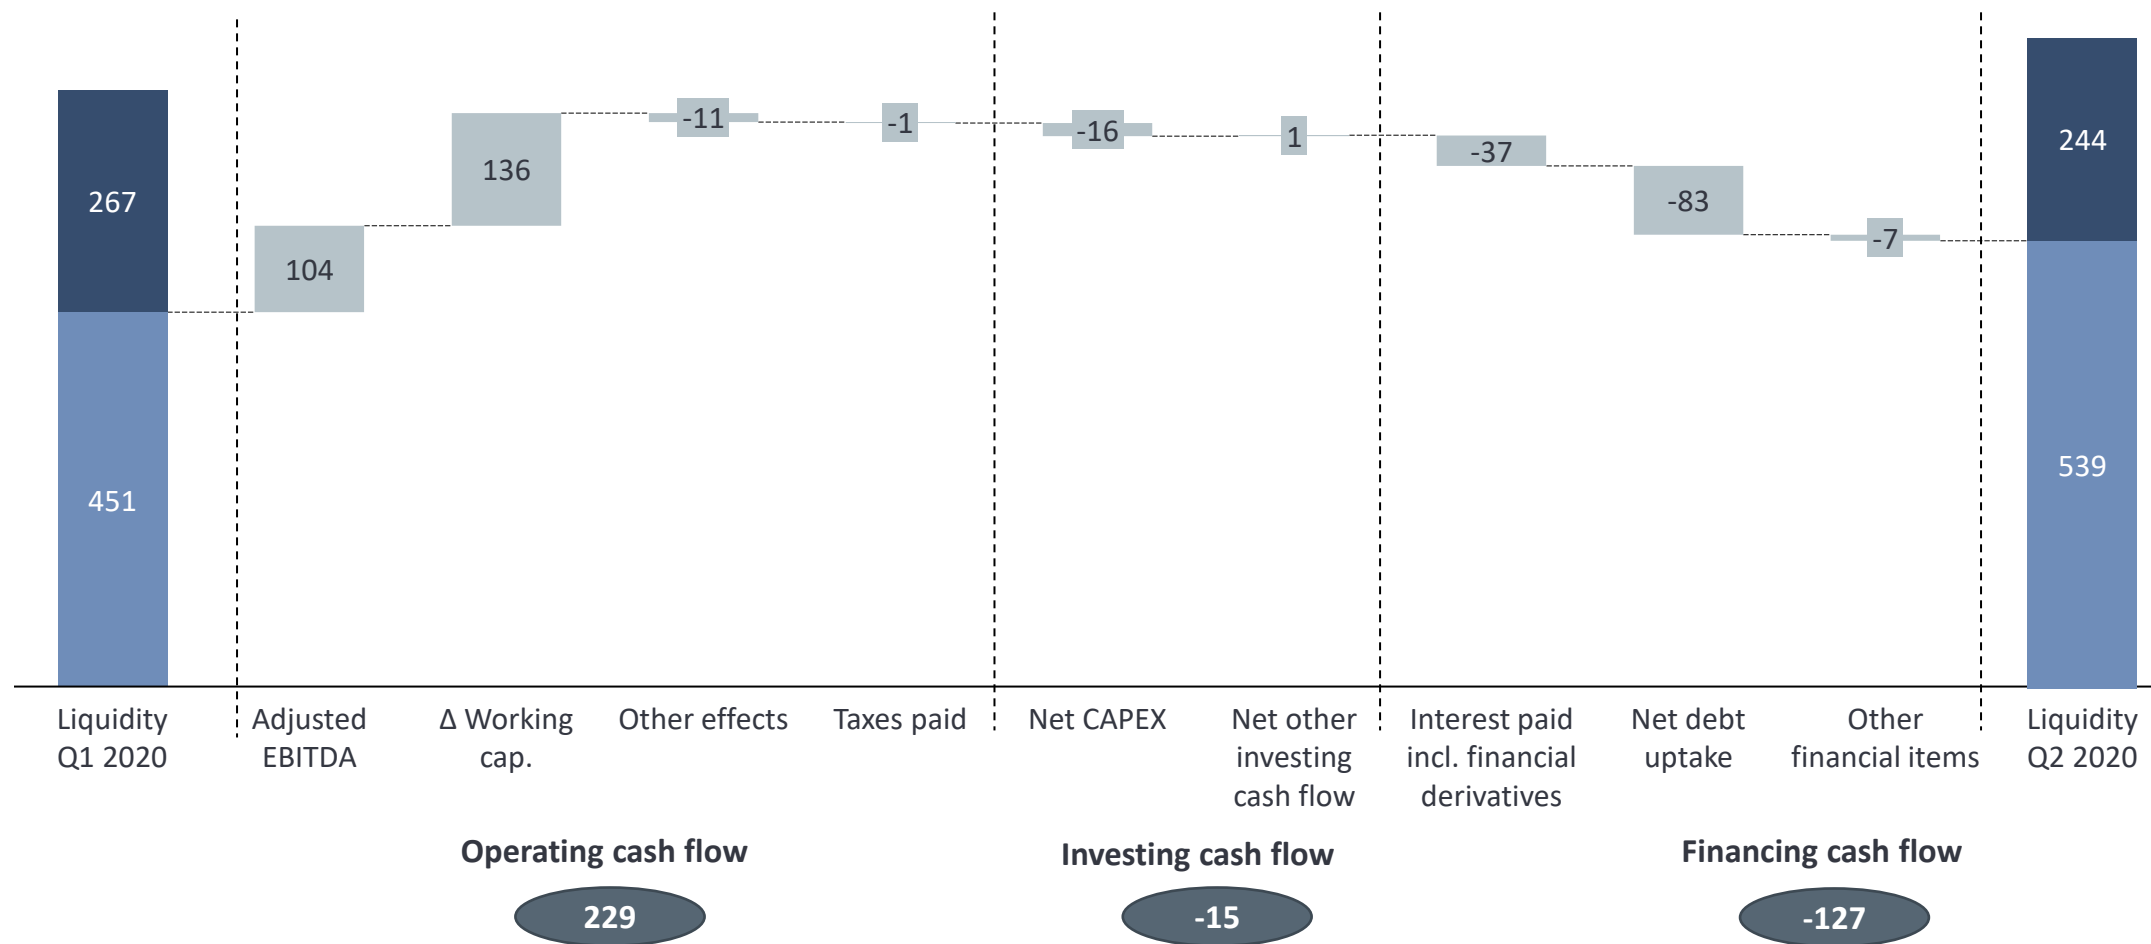 267
451
104
136
-11
-1
-16
1
-37
-83
-7
244
539
Liquidity
Q1 2020
Adjusted
EBITDA
Δ Working
cap.
Other effects
Taxes paid
Net CAPEX
Net other
investing
cash flow
Interest paid
incl. financial
derivatives
Net debt
uptake
Other
financial items
Liquidity
Q2 2020
Operating cash flow
229
Investing cash flow
-15
Financing cash flow
-127